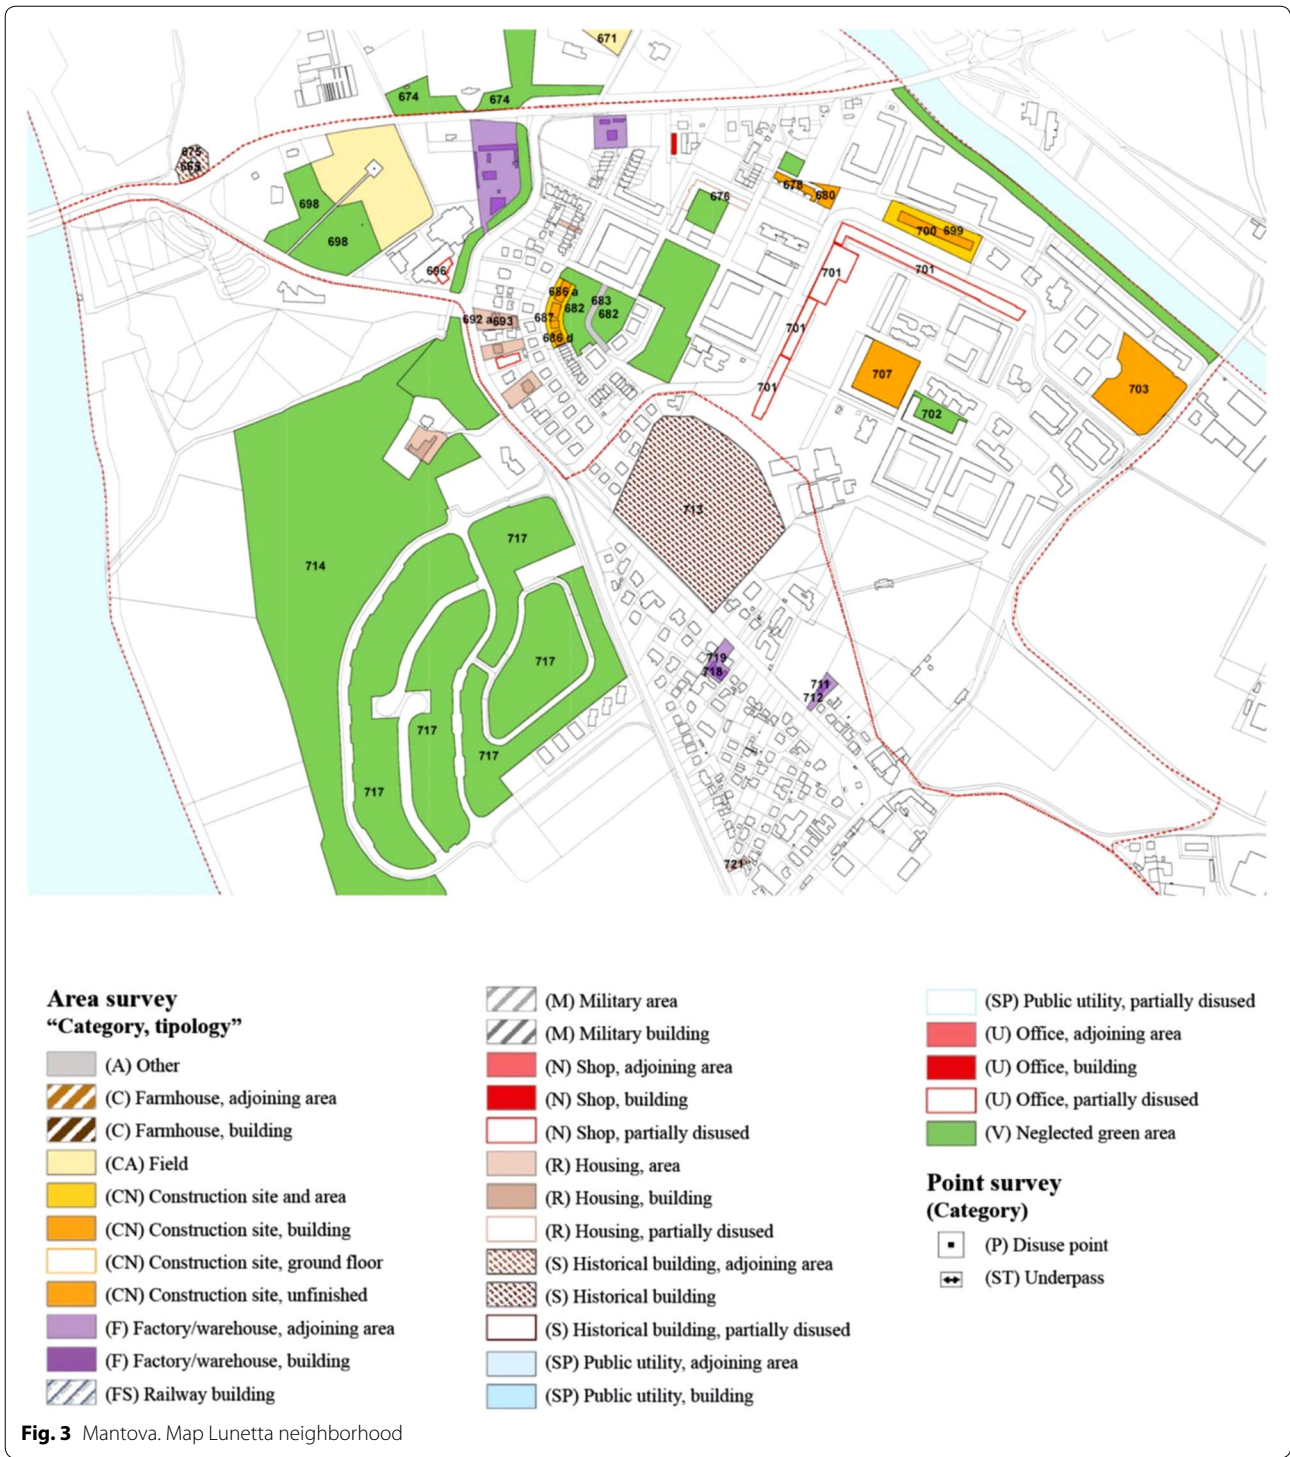 671
674
674
675
698
698
696
676
678
680
700
699
701
701
701
701
686 a
683
682
682
687
686 d
692 a
693
707
703
702
713
714
717
717
717
717
717
719
718
711
712
721
Area survey
“Category, tipology”
(A) Other
(C) Farmhouse, adjoining area
(C) Farmhouse, building
(CA) Field
(CN) Construction site and area
(CN) Construction site, building
(CN) Construction site, ground floor
(CN) Construction site, unfinished
(F) Factory/warehouse, adjoining area
(F) Factory/warehouse, building
(FS) Railway building
(M) Military area
(M) Military building
(N) Shop, adjoining area
(N) Shop, building
(N) Shop, partially disused
(R) Housing, area
(R) Housing, building
(R) Housing, partially disused
(S) Historical building, adjoining area
(S) Historical building
(S) Historical building, partially disused
(SP) Public utility, adjoining area
(SP) Public utility, building
(SP) Public utility, partially disused
(U) Office, adjoining area
(U) Office, building
(U) Office, partially disused
(V) Neglected green area
Point survey
(Category)
(P) Disuse point
(ST) Underpass
Fig. 3 Mantova. Map Lunetta neighborhood